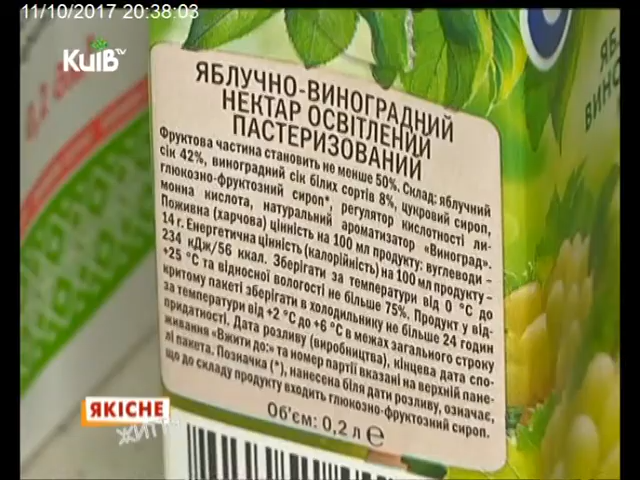 11/10/2017 20:38:03
КиїВ tv
ЯБЛУЧНО-ВИНОГРАДНИЙ
НЕКТАР ОСВІТЛЕНИЙ
ПАСТЕРИЗОВАНИЙ
Фруктова частина становить не менше 50%. Склад: яблучний
сік 42%, виноградний сік білих сортів 8%, цукровий сироп,
глюкозно-фруктозний сироп*, регулятор кислотності ли-
монна кислота, натуральний ароматизатор «Виноград».
Поживна (харчова) цінність на 100 мл продукту: вуглеводи –
14 г. Енергетична цінність (калорійність) на 100 мл продукту –
234 кДж/56 ккал. Зберігати за температури від 0 °С до
+25 °С та відносної вологості не більше 75%. Продукт у від-
критому пакеті зберігати в холодильнику не більше 24 годин
за температури від +2 °С до +6 °С в межах загального строку
придатності. Дата розливу (виробництва), кінцева дата спо-
живання «Вжити до:» та номер партії вказані на верхній пане-
лі пакета. Позначка (*), нанесена біля дати розливу, означає,
що до складу продукту входить глюкозно-фруктозний сироп.
Об'єм: 0,2 л ℮
ЯКІСНЕ